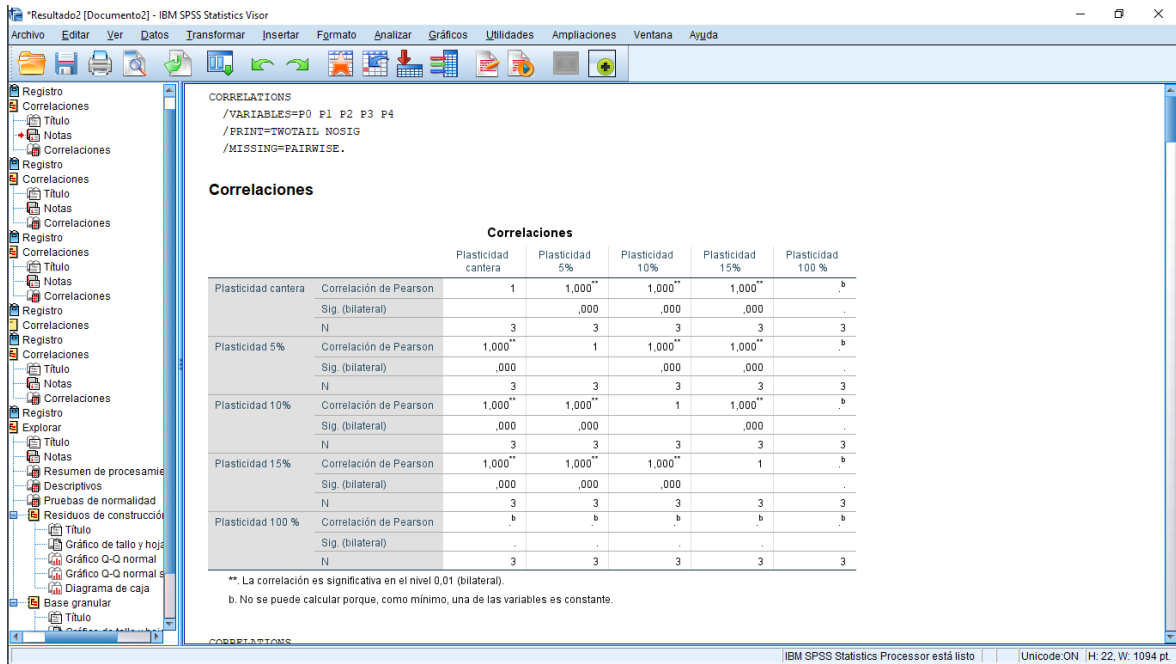 *Resultado2 [Documento2] - IBM SPSS Statistics Visor
Archivo Editar Ver Datos Transformar Insertar Formato Analizar Gráficos Utilidades Ampliaciones Ventana Ayuda
Registro
Correlaciones
Título
Notas
Correlaciones
Registro
Correlaciones
Título
Notas
Correlaciones
Registro
Correlaciones
Título
Notas
Correlaciones
Registro
Correlaciones
Registro
Correlaciones
Título
Notas
Correlaciones
Registro
Explorar
Título
Notas
Resumen de procesamie
Descriptivos
Pruebas de normalidad
Residuos de construcció
Título
Gráfico de tallo y hoja
Gráfico Q-Q normal
Gráfico Q-Q normal s
Diagrama de caja
Base granular
Título
CORRELATIONS
/VARIABLES=P0 P1 P2 P3 P4
/PRINT=TWOTAIL NOSIG
/MISSING=PAIRWISE.
Correlaciones
Correlaciones
Plasticidad cantera Plasticidad 5% Plasticidad 10% Plasticidad 15% Plasticidad 100 %
Plasticidad cantera Correlación de Pearson 1 1,000** 1,000** 1,000** .b
Sig. (bilateral) ,000 ,000 ,000 .
N 3 3 3 3 3
Plasticidad 5% Correlación de Pearson 1,000** 1 1,000** 1,000** .b
Sig. (bilateral) ,000 ,000 ,000 .
N 3 3 3 3 3
Plasticidad 10% Correlación de Pearson 1,000** 1,000** 1 1,000** .b
Sig. (bilateral) ,000 ,000 ,000 .
N 3 3 3 3 3
Plasticidad 15% Correlación de Pearson 1,000** 1,000** 1,000** 1 .b
Sig. (bilateral) ,000 ,000 ,000 .
N 3 3 3 3 3
Plasticidad 100 % Correlación de Pearson .b .b .b .b .b
Sig. (bilateral) . . . .
N 3 3 3 3 3
**. La correlación es significativa en el nivel 0,01 (bilateral).
b. No se puede calcular porque, como mínimo, una de las variables es constante.
CORRELATIONS
IBM SPSS Statistics Processor está listo Unicode:ON H: 22, W: 1094 pt.